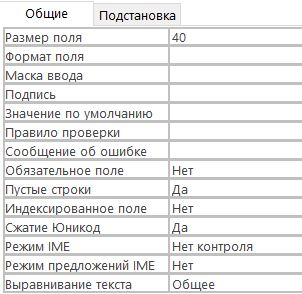 Общие Подстановка
Размер поля 40
Формат поля
Маска ввода
Подпись
Значение по умолчанию
Правило проверки
Сообщение об ошибке
Обязательное поле Нет
Пустые строки Да
Индексированное поле Нет
Сжатие Юникод Да
Режим IME Нет контроля
Режим предложений IME Нет
Выравнивание текста Общее